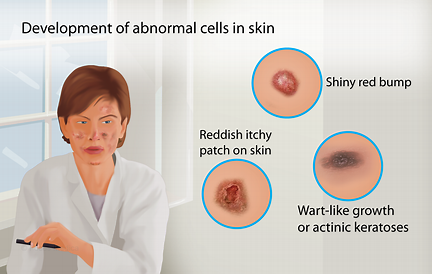 Development of abnormal cells in skin
Shiny red bump
Reddish itchy
patch on skin
Wart-like growth
or actinic keratoses